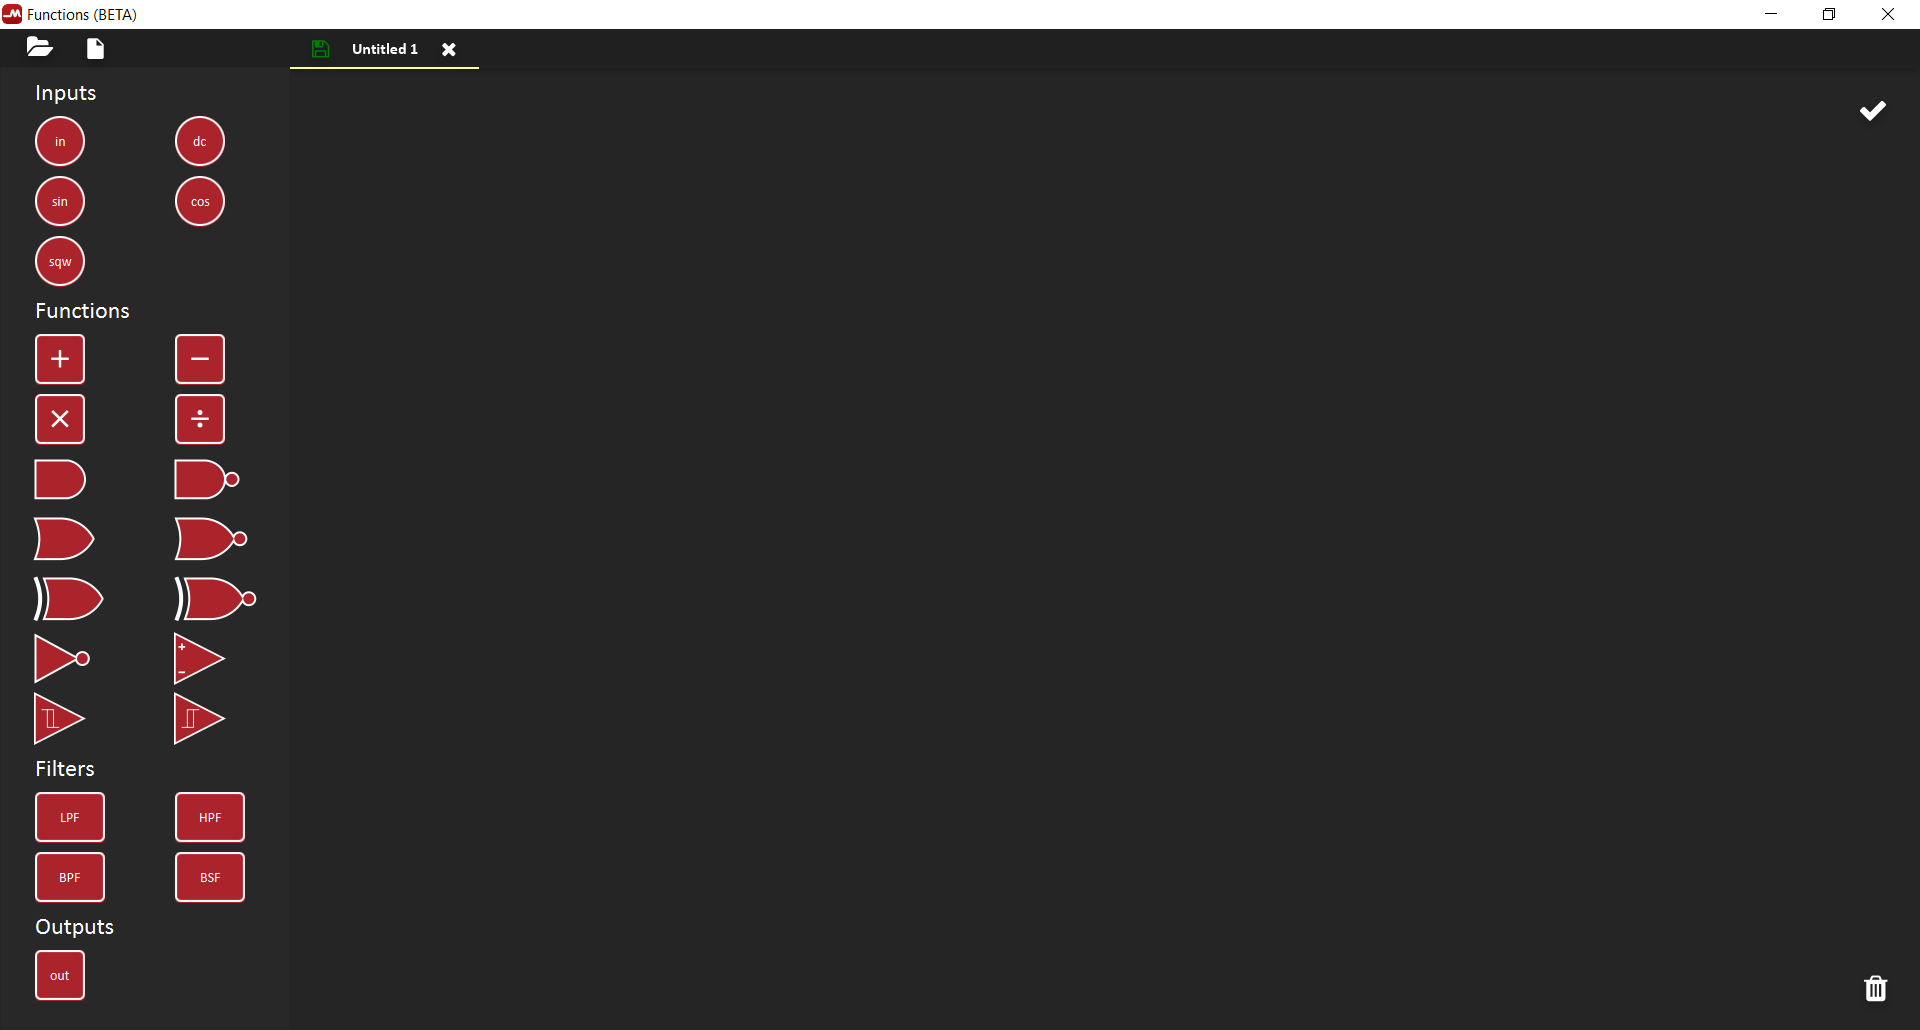 Functions (BETA)
Untitled 1
Inputs
in
dc
sin
cos
sqw
Functions
+
−
×
÷
+
−
Filters
LPF
HPF
BPF
BSF
Outputs
out